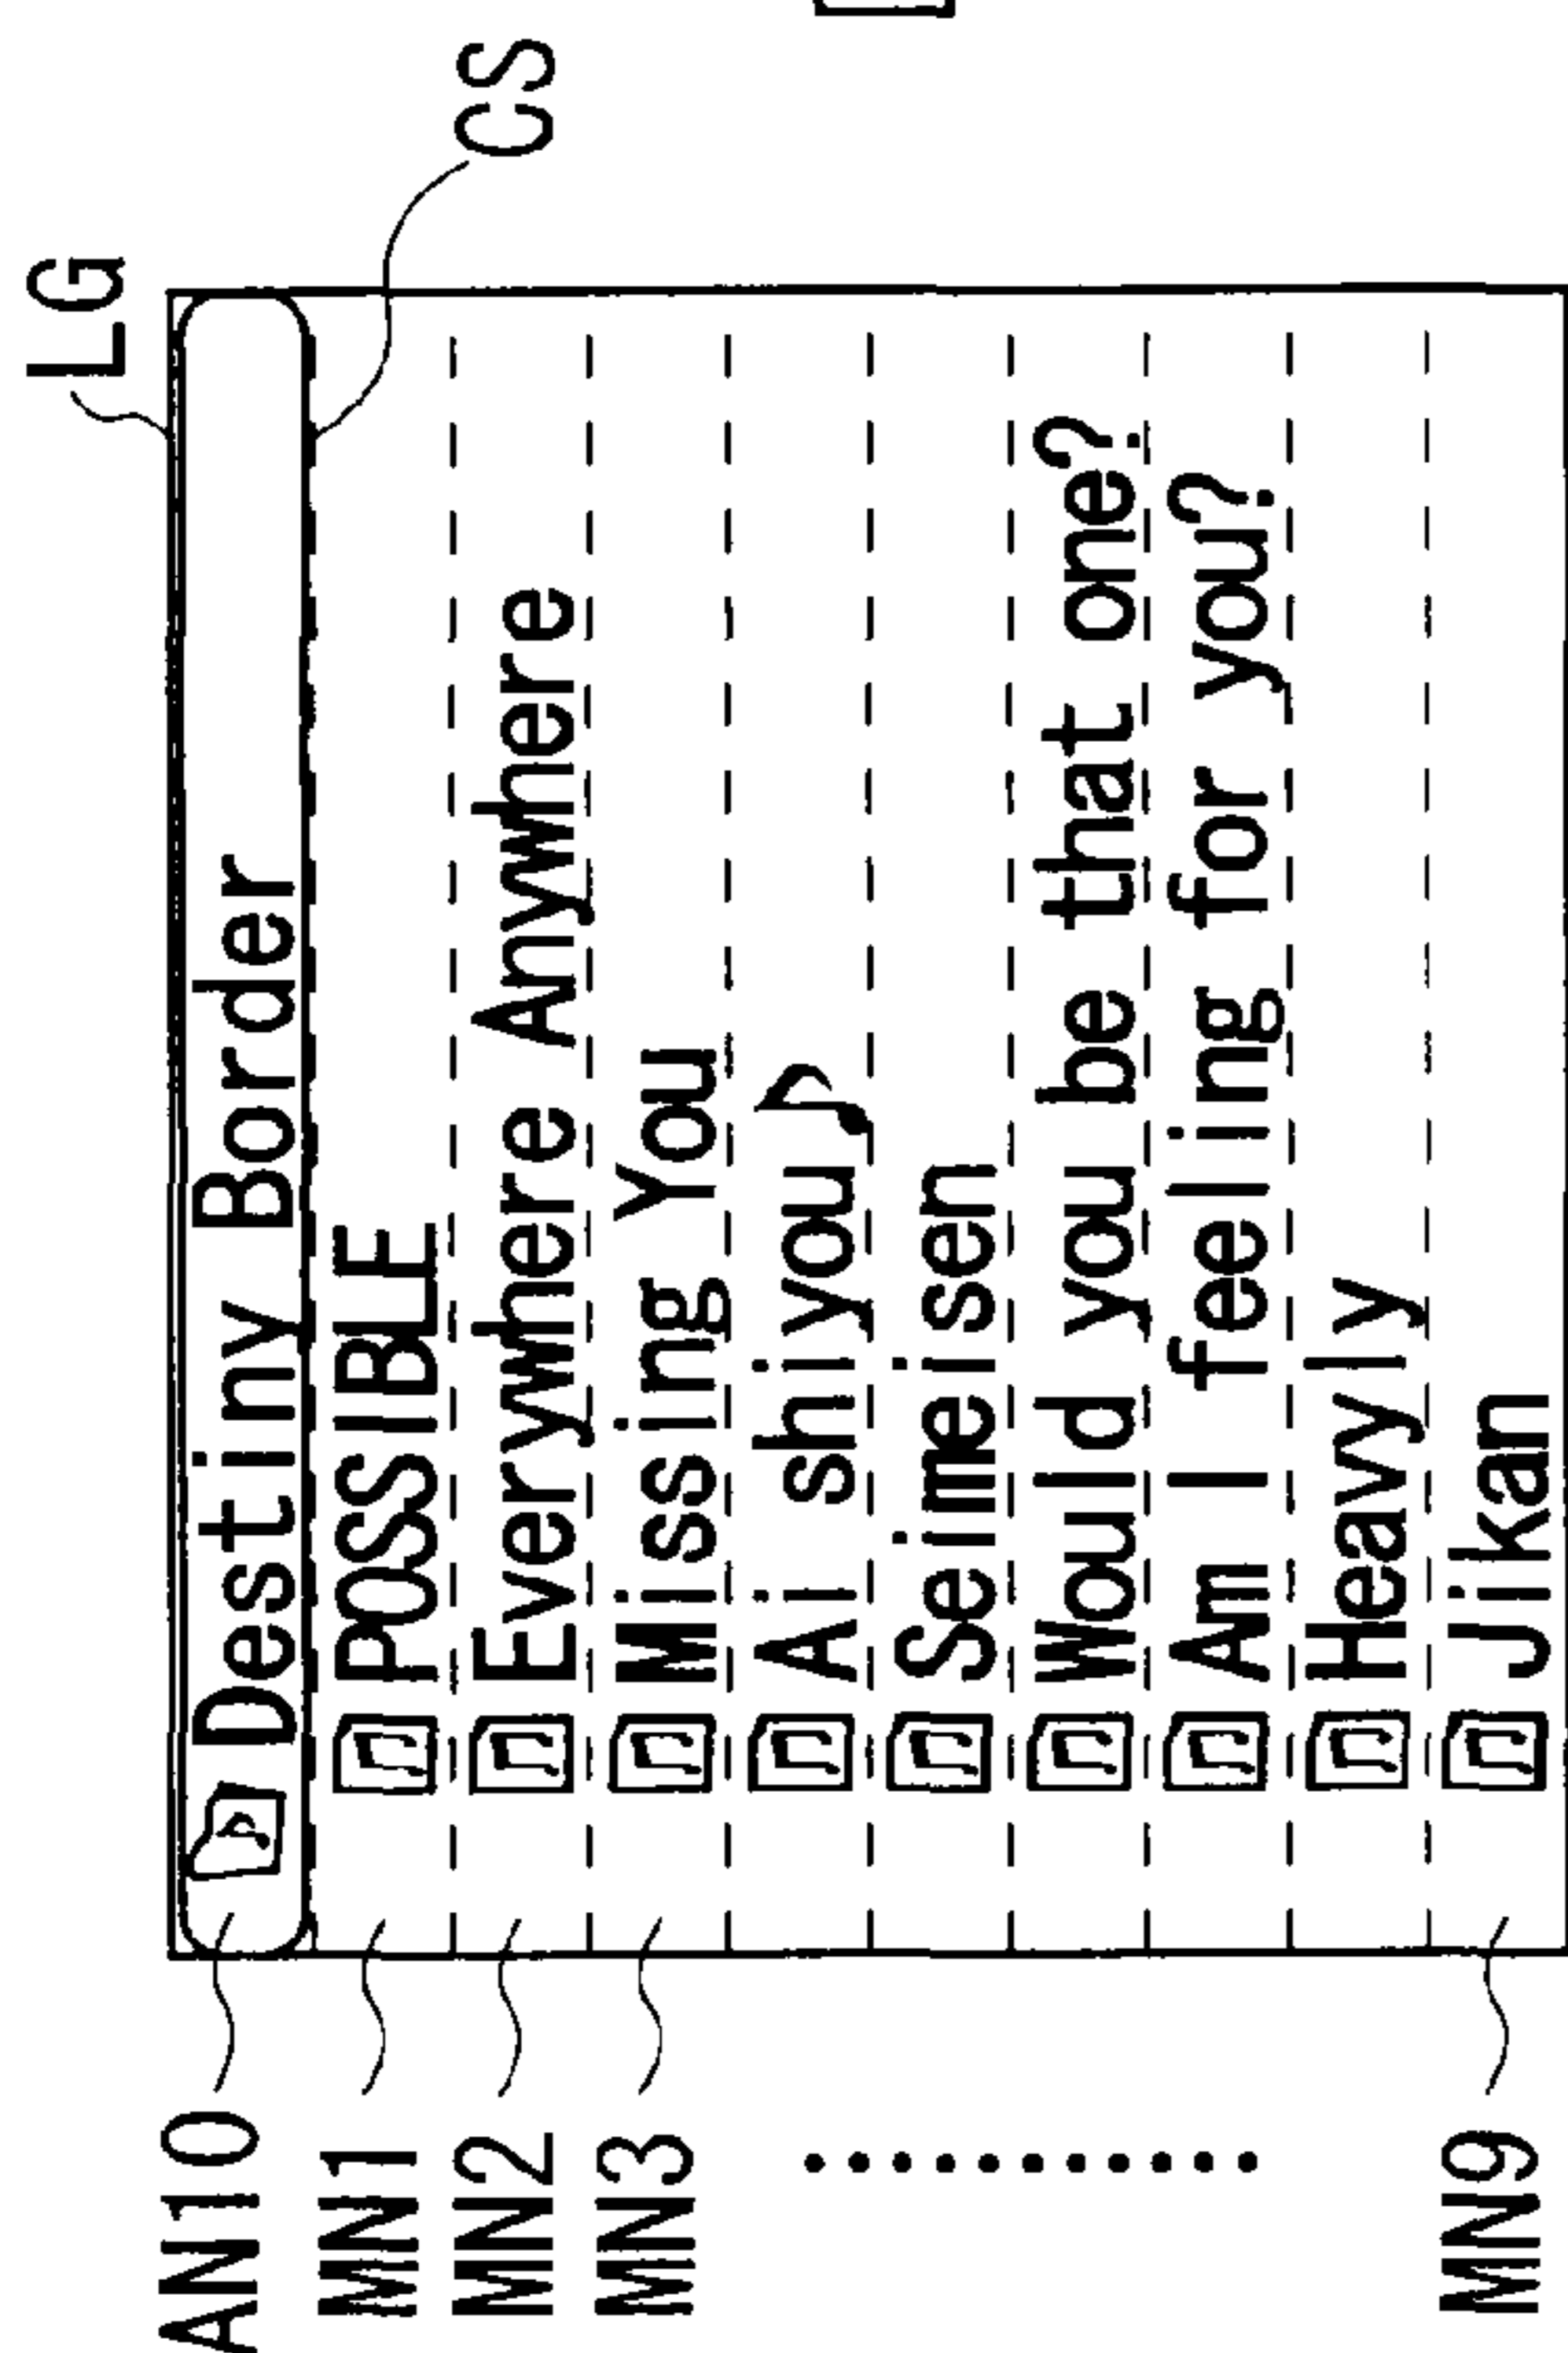 LG
CS
AN10 Destiny Border
MN1 POSSIBLE
MN2 Everywhere Anywhere
MN3 Missing You
Ai shiyou♪
Seimeisen
Would you be that one?
Am I feeling for you?
Heavyly
MN9 Jikan